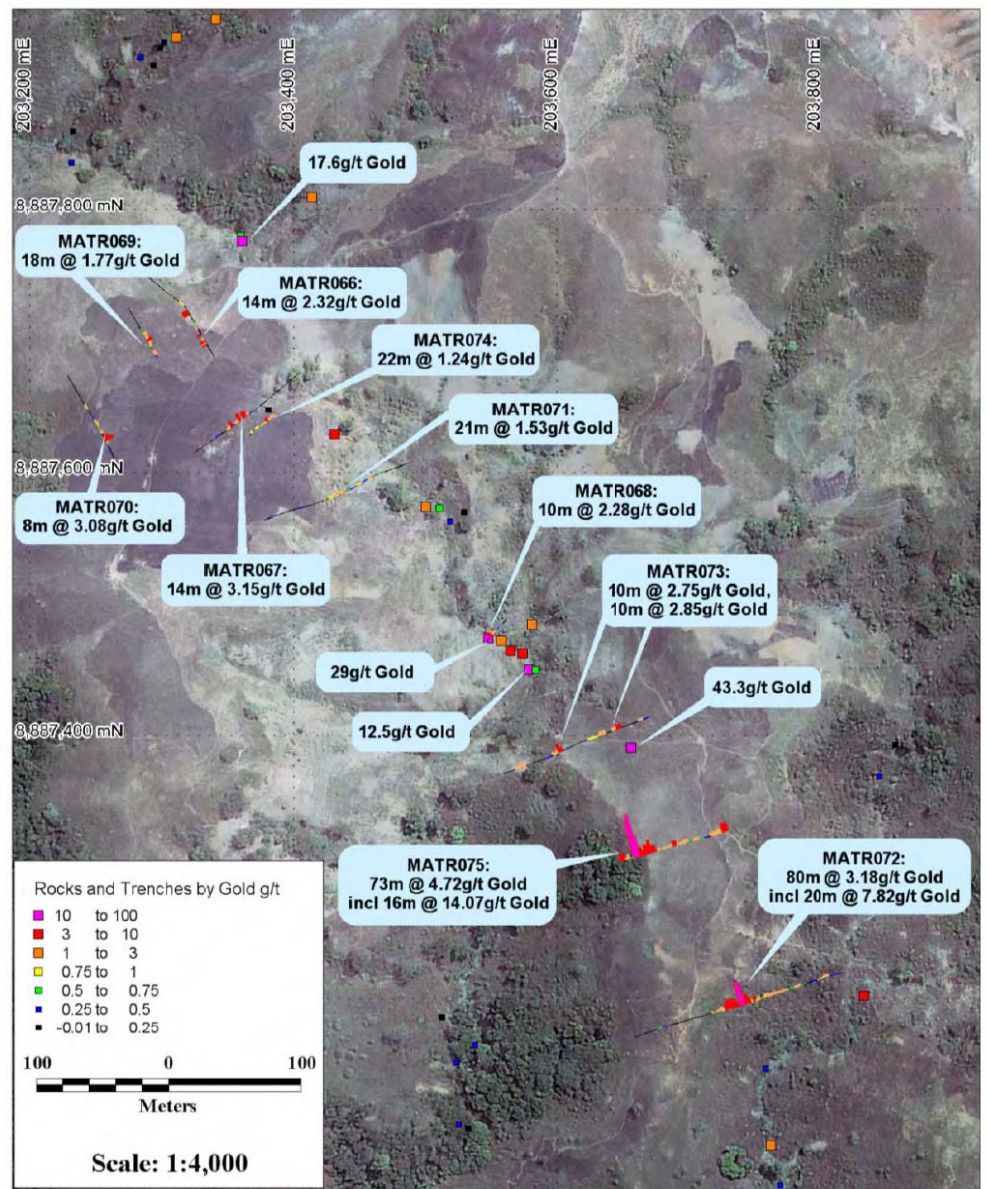 203,200 mE
203,400 mE
203,600 mE
203,800 mE
17.6g/t Gold
8,887,800 mN
MATR069:
18m @ 1.77g/t Gold
MATR066:
14m @ 2.32g/t Gold
MATR074:
22m @ 1.24g/t Gold
MATR071:
21m @ 1.53g/t Gold
8,887,600 mN
MATR070:
8m @ 3.08g/t Gold
MATR068:
10m @ 2.28g/t Gold
MATR067:
14m @ 3.15g/t Gold
MATR073:
10m @ 2.75g/t Gold,
10m @ 2.85g/t Gold
29g/t Gold
43.3g/t Gold
12.5g/t Gold
8,887,400 mN
MATR075:
73m @ 4.72g/t Gold
incl 16m @ 14.07g/t Gold
MATR072:
80m @ 3.18g/t Gold
incl 20m @ 7.82g/t Gold
Rocks and Trenches by Gold g/t
10 to 100
3 to 10
1 to 3
0.75 to 1
0.5 to 0.75
0.25 to 0.5
-0.01 to 0.25
100 0 100
Meters
Scale: 1:4,000